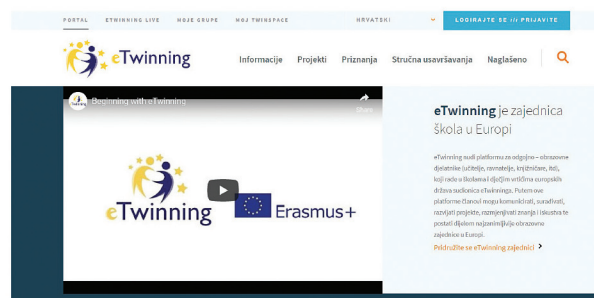 PORTAL ETWINNING LIVE MOJE GRUPE MOJ TWINSPACE HRVATSKI LOGIRAJTE SE ili PRIJAVITE
eTwinning Informacije Projekti Priznanja Stručna usavršavanja Naglašeno
Beginning with eTwinning
Share
eTwinning Erasmus+
eTwinning je zajednica
škola u Europi
eTwinning nudi platformu za odgojno – obrazovne
djelatnike (učitelje, ravnatelje, knjižničare, itd),
koji rade u školama i dječjim vrtićima europskih
država sudionica eTwinninga. Putem ove
platforme članovi mogu komunicirati, surađivati,
razvijati projekte, razmjenjivati znanja i iskustva te
postati dijelom najzanimljivije obrazovne
zajednice u Europi.
Pridružite se eTwinning zajednici